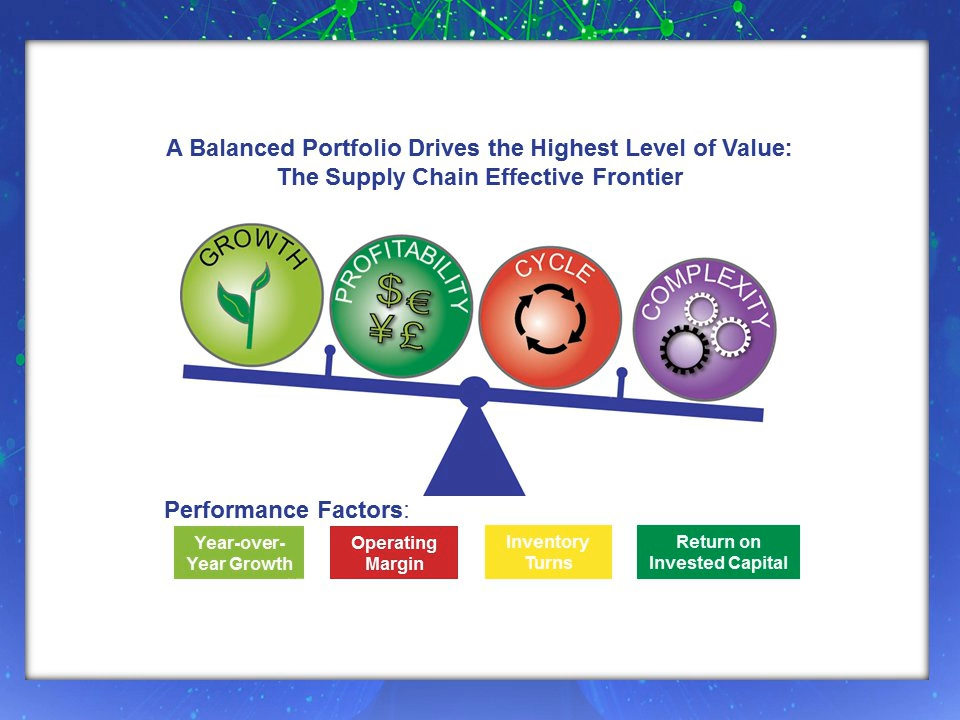 A Balanced Portfolio Drives the Highest Level of Value:
The Supply Chain Effective Frontier
GROWTH
PROFITABILITY
$ €
¥ £
CYCLE
COMPLEXITY
Performance Factors:
Year-over-
Year Growth
Operating
Margin
Inventory
Turns
Return on
Invested Capital